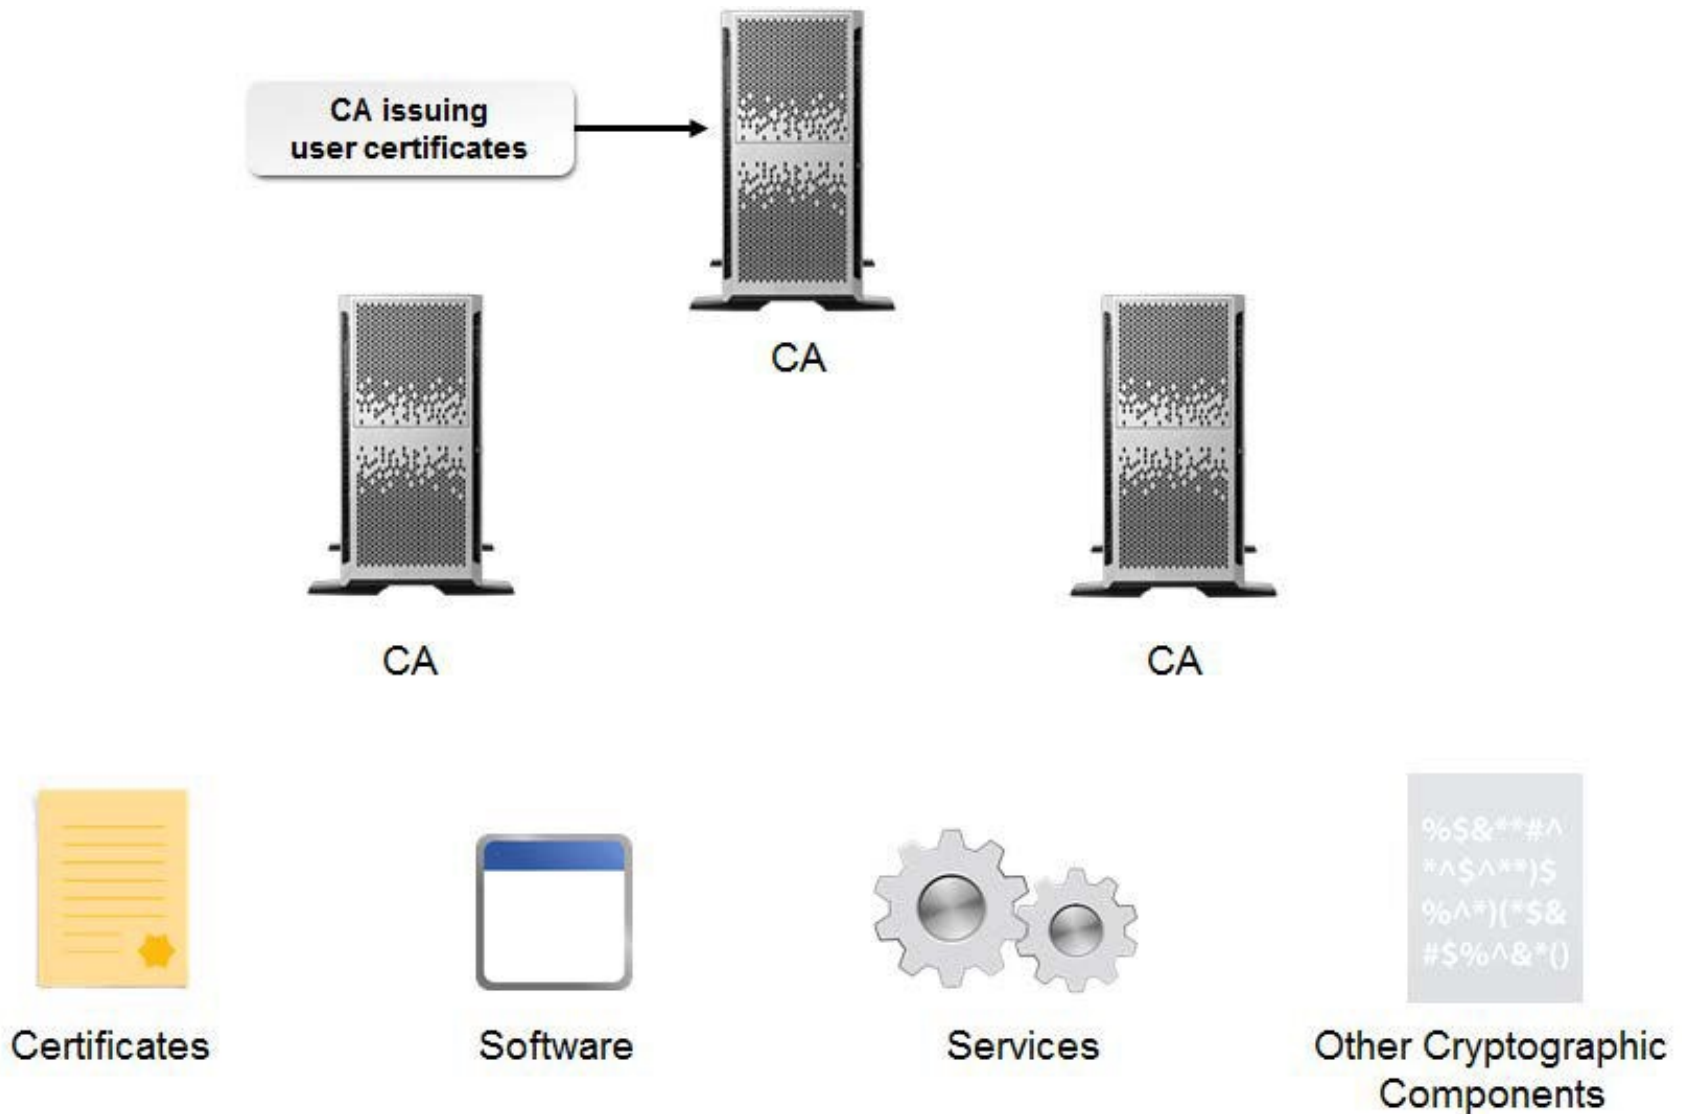 CA issuing
user certificates
CA
CA
CA
%$&**#^
*^$^**)$
%^*)(*$&
#$%^&*()
Certificates
Software
Services
Other Cryptographic
Components